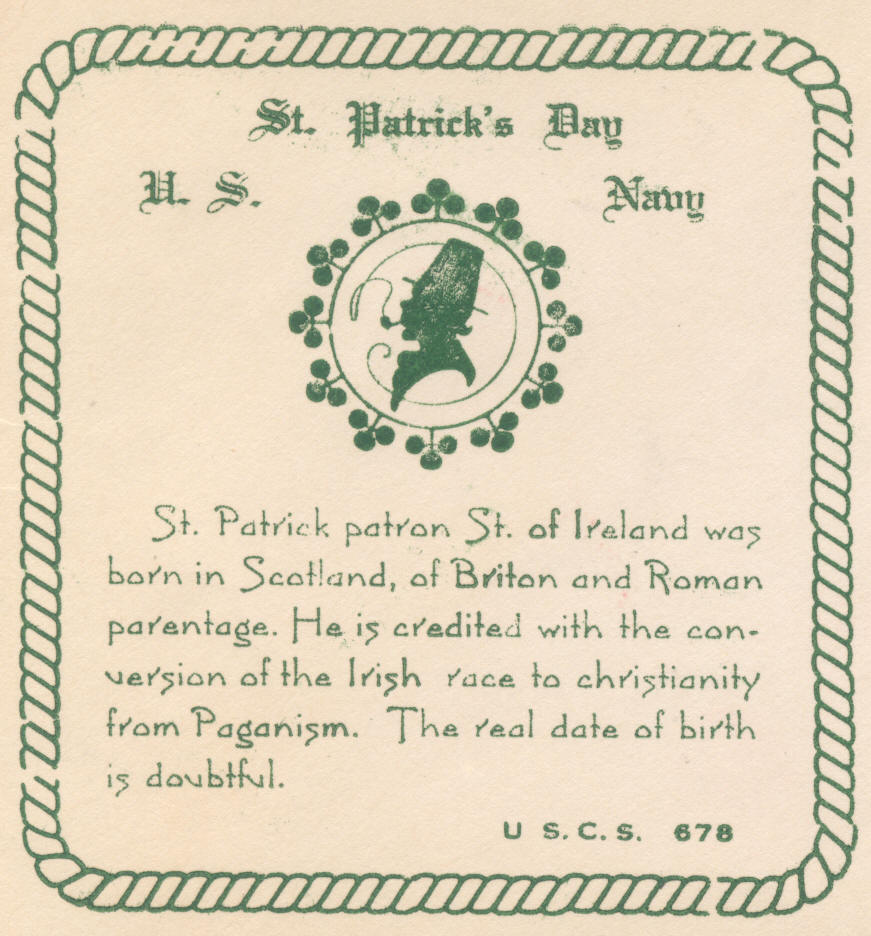 St. Patrick's Day
U. S. Navy
St. Patrick patron St. of Ireland was
born in Scotland, of Briton and Roman
parentage. He is credited with the con-
version of the Irish race to christianity
from Paganism. The real date of birth
is doubtful.
U S.C.S. 678